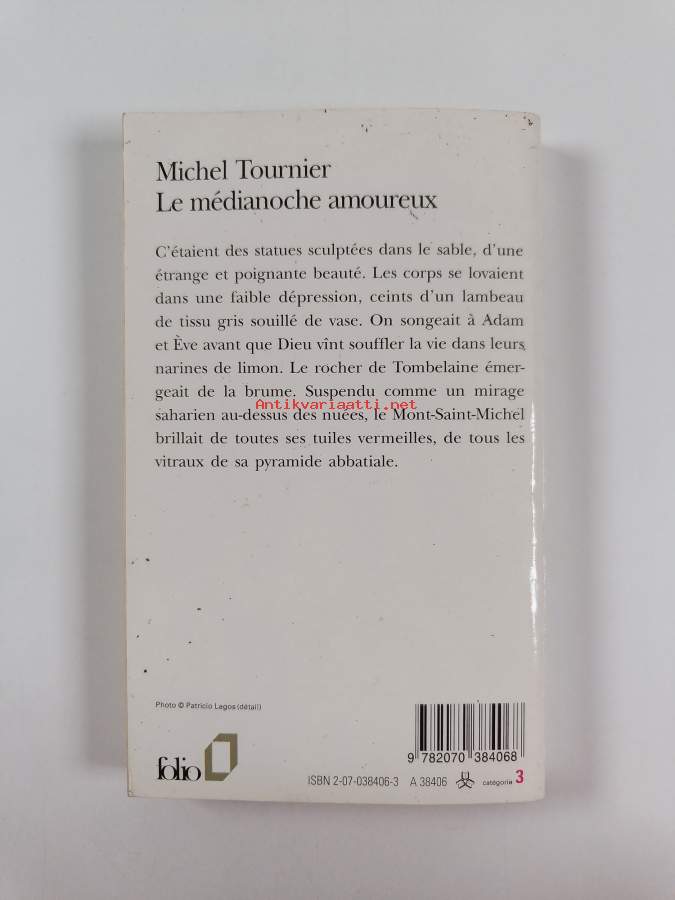 Michel Tournier
Le médianoche amoureux
C'étaient des statues sculptées dans le sable, d'une
étrange et poignante beauté. Les corps se lovaient
dans une faible dépression, ceints d'un lambeau
de tissu gris souillé de vase. On songeait à Adam
et Ève avant que Dieu vînt souffler la vie dans leurs
narines de limon. Le rocher de Tombelaine émer-
geait de la brume. Suspendu comme un mirage
Antikvariaatti.net
saharien au-dessus des nuées, le Mont-Saint-Michel
brillait de toutes ses tuiles vermeilles, de tous les
vitraux de sa pyramide abbatiale.
Photo © Patricio Lagos (détail)
9 782070 384068
folio
ISBN 2-07-038406-3 A 38406 catégorie 3